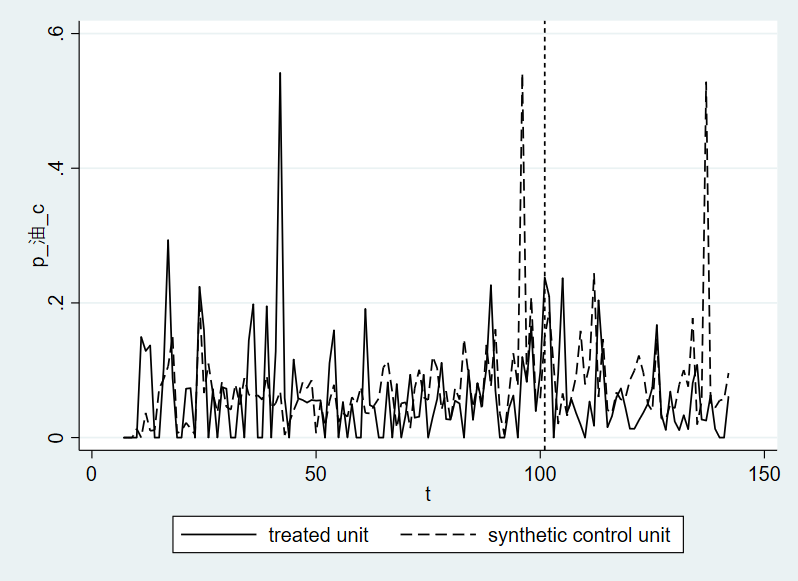 .6
.4
.2
0
p_油_c
0
50
100
150
t
treated unit
synthetic control unit